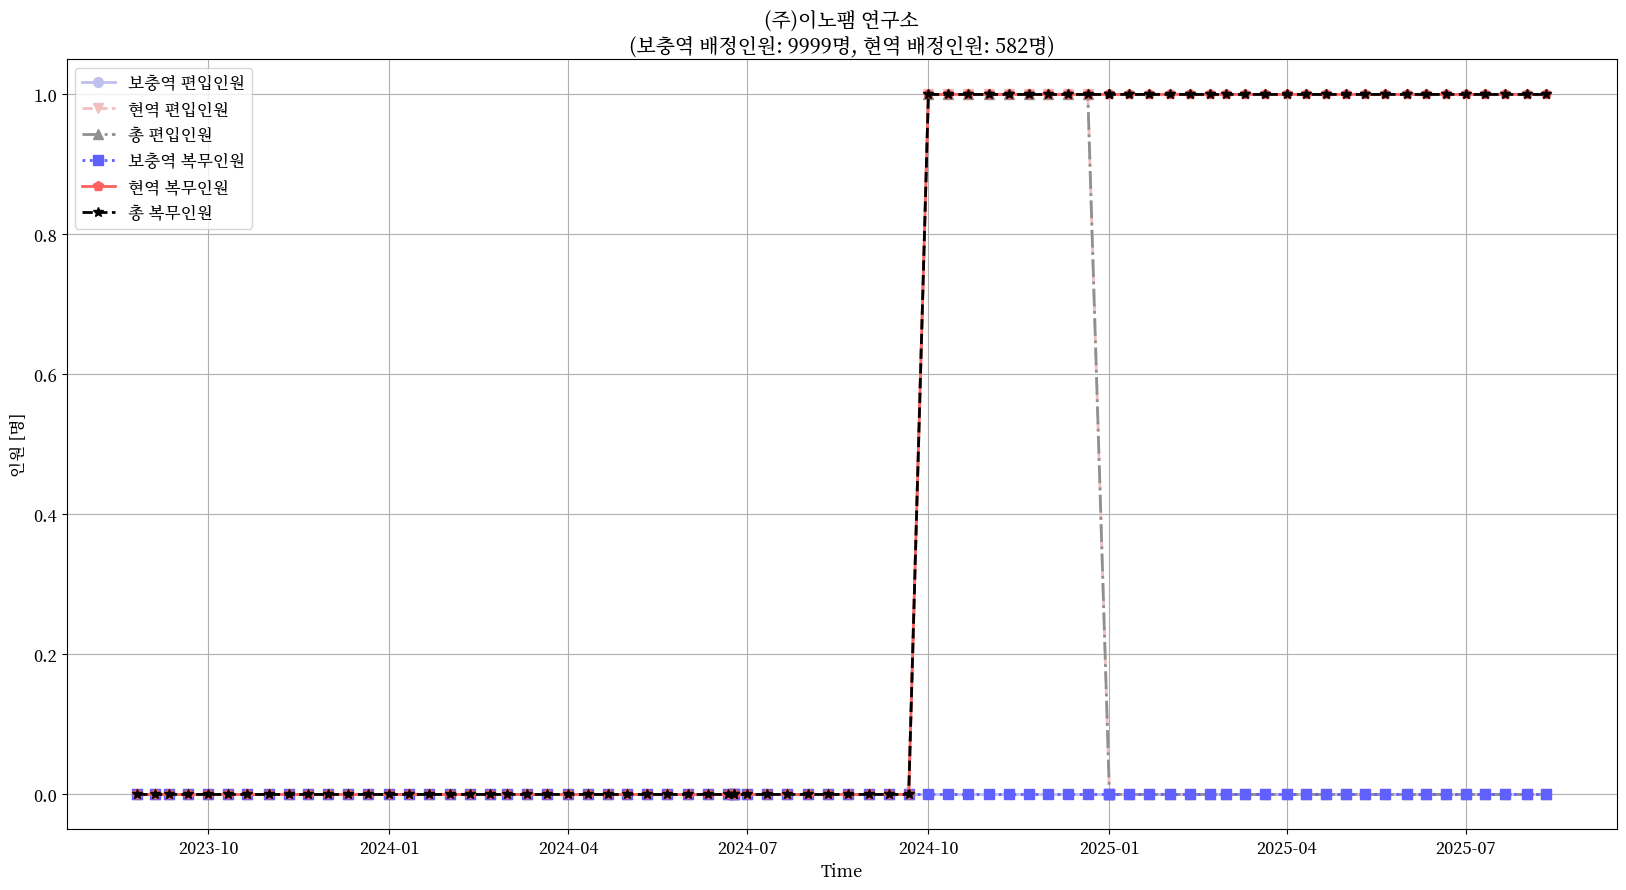 (주)이노팸 연구소
(보충역 배정인원: 9999명, 현역 배정인원: 582명)
보충역 편입인원
현역 편입인원
총 편입인원
보충역 복무인원
현역 복무인원
총 복무인원
인원 [명]
1.0
0.8
0.6
0.4
0.2
0.0
2023-10
2024-01
2024-04
2024-07
2024-10
2025-01
2025-04
2025-07
Time